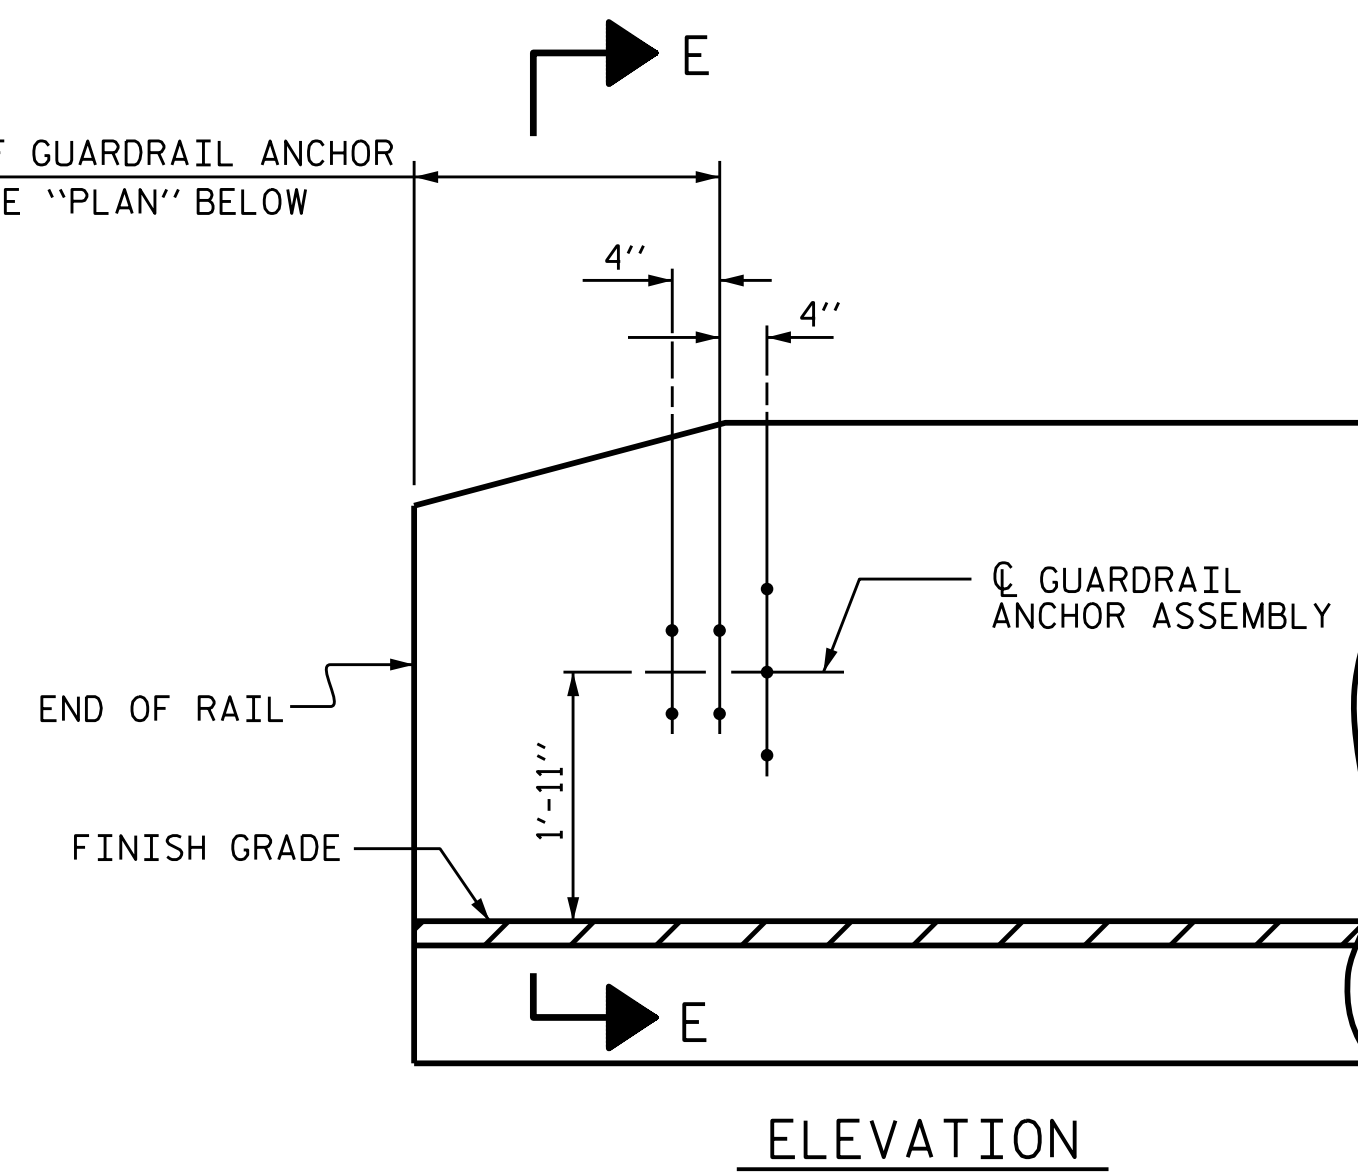 E
GUARDRAIL ANCHOR
"PLAN" BELOW
4"
4"
℄ GUARDRAIL
ANCHOR ASSEMBLY
END OF RAIL
1'-11"
FINISH GRADE
E
ELEVATION